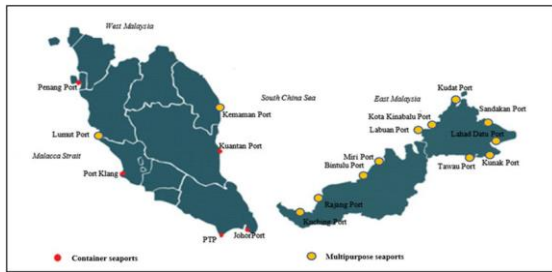 West Malaysia
Penang Port
South China Sea
East Malaysia
Kudat Port
Kemaman Port
Kota Kinabalu Port
Sandakan Port
Labuan Port
Lumut Port
Lahad Datu Port
Kuantan Port
Malacca Strait
Miri Port
Bintulu Port
Tawau Port
Kunak Port
Port Klang
Rajang Port
Kuching Port
PTP
JohorPort
Container seaports
Multipurpose seaports